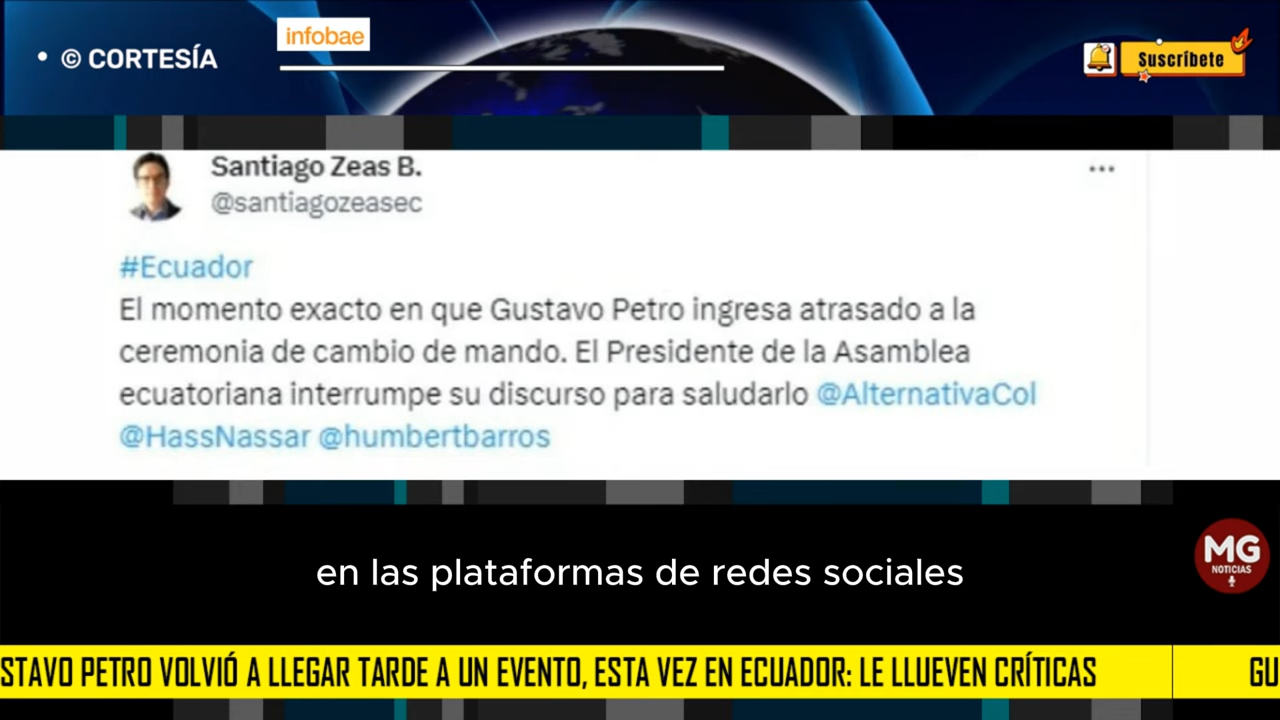 • © CORTESÍA
infobae
Suscríbete
Santiago Zeas B.
@santiagozeasec
#Ecuador
El momento exacto en que Gustavo Petro ingresa atrasado a la
ceremonia de cambio de mando. El Presidente de la Asamblea
ecuatoriana interrumpe su discurso para saludarlo @AlternativaCol
@HassNassar @humbertbarros
en las plataformas de redes sociales
MG
NOTICIAS
STAVO PETRO VOLVIÓ A LLEGAR TARDE A UN EVENTO, ESTA VEZ EN ECUADOR: LE LLUEVEN CRÍTICAS
GU